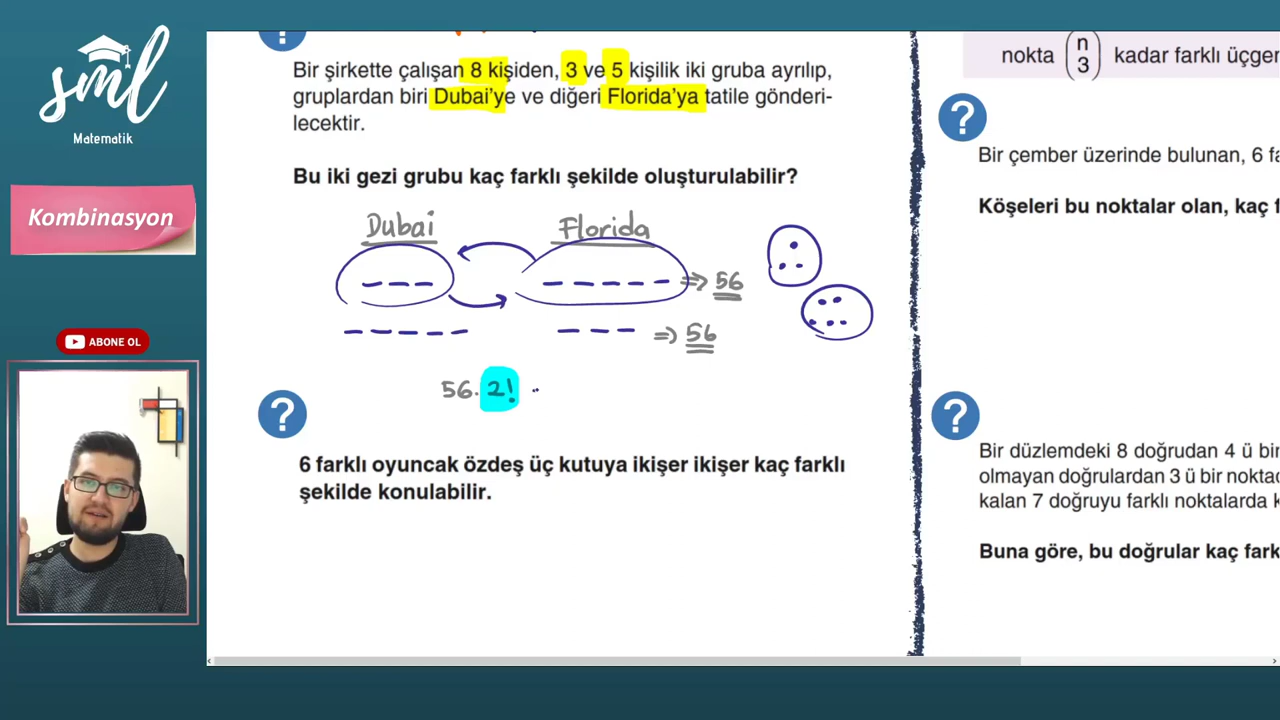 sml
Matematik
Kombinasyon
ABONE OL
?
Bir şirkette çalışan 8 kişiden, 3 ve 5 kişilik iki gruba ayrılıp,
gruplardan biri Dubai'ye ve diğeri Florida'ya tatile gönderi-
lecektir.
Bu iki gezi grubu kaç farklı şekilde oluşturulabilir?
Dubai Florida
⇒ 56
⇒ 56
56. 2!
?
6 farklı oyuncak özdeş üç kutuya ikişer ikişer kaç farklı
şekilde konulabilir.
nokta (n 3) kadar farklı üçge
?
Bir çember üzerinde bulunan, 6 fa
Köşeleri bu noktalar olan, kaç f
?
Bir düzlemdeki 8 doğrudan 4 ü bir
olmayan doğrulardan 3 ü bir nokta
kalan 7 doğruyu farklı noktalarda k
Buna göre, bu doğrular kaç fark